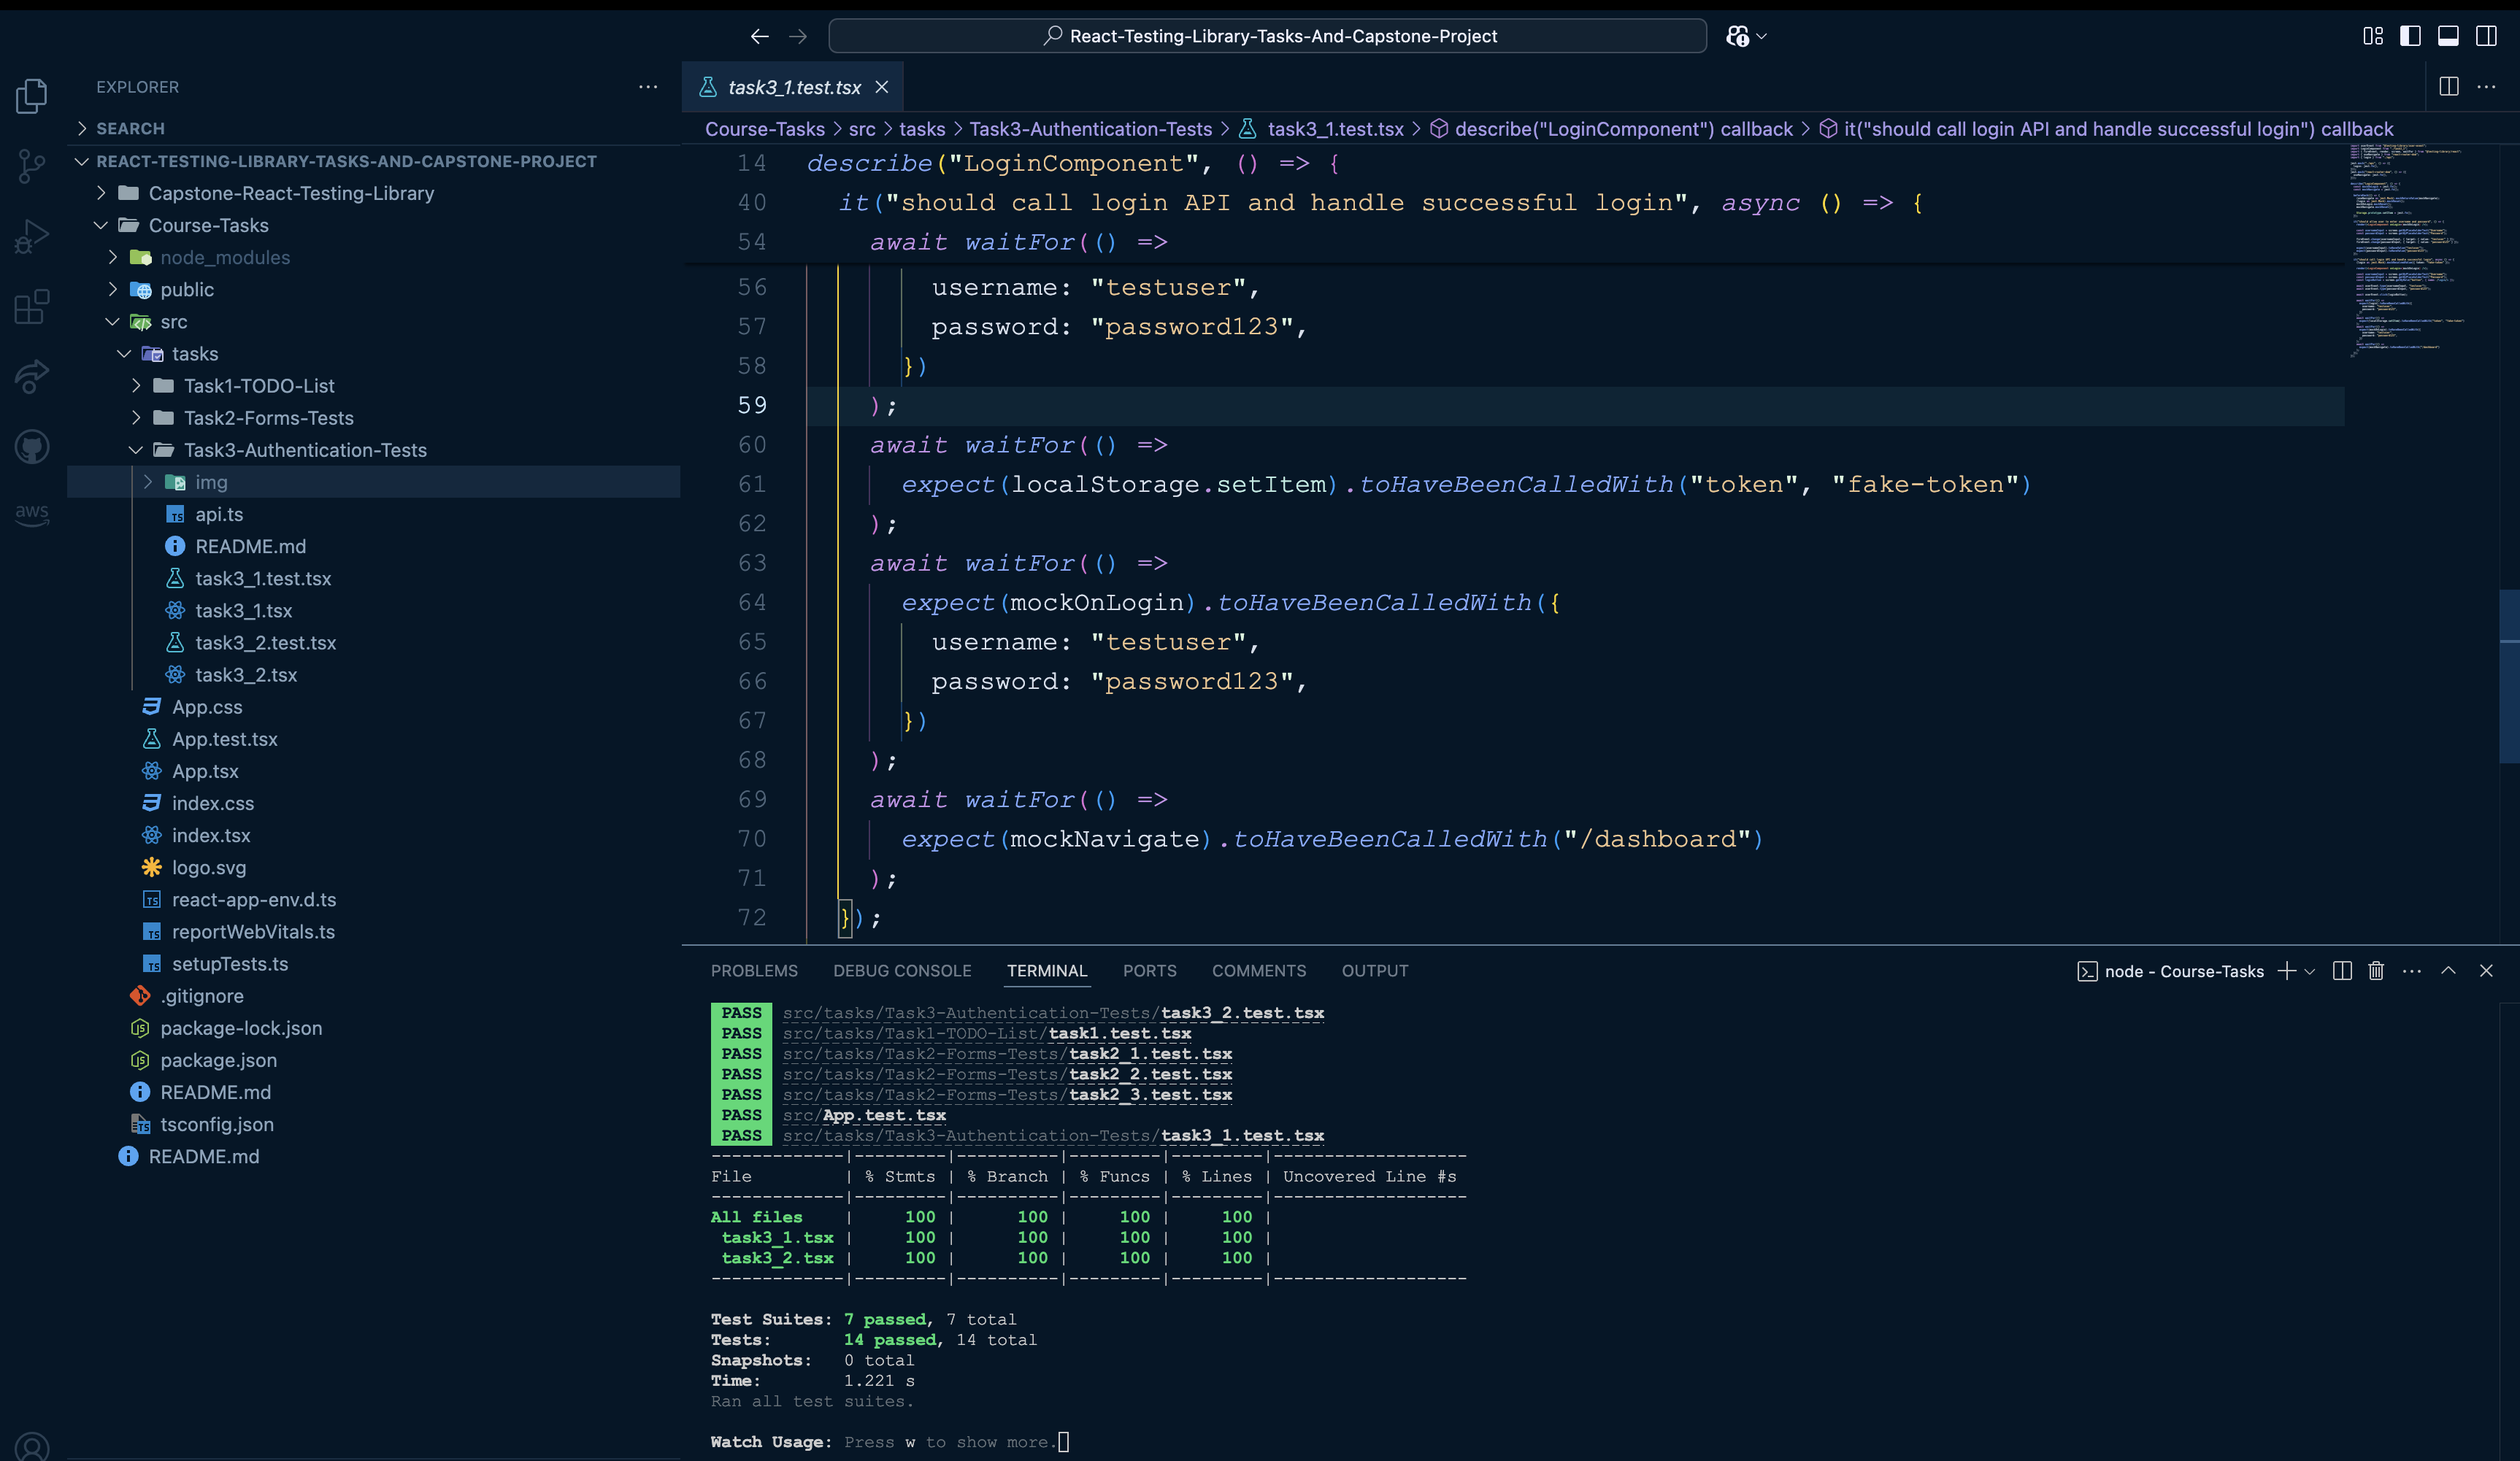 React-Testing-Library-Tasks-And-Capstone-Project
EXPLORER
SEARCH
REACT-TESTING-LIBRARY-TASKS-AND-CAPSTONE-PROJECT
Capstone-React-Testing-Library
Course-Tasks
node_modules
public
src
tasks
Task1-TODO-List
Task2-Forms-Tests
Task3-Authentication-Tests
img
api.ts
README.md
task3_1.test.tsx
task3_1.tsx
task3_2.test.tsx
task3_2.tsx
App.css
App.test.tsx
App.tsx
index.css
index.tsx
logo.svg
react-app-env.d.ts
reportWebVitals.ts
setupTests.ts
.gitignore
package-lock.json
package.json
README.md
tsconfig.json
README.md
aws
task3_1.test.tsx
Course-Tasks > src > tasks > Task3-Authentication-Tests > task3_1.test.tsx > describe("LoginComponent") callback > it("should call login API and handle successful login") callback
14 describe("LoginComponent", () => {
40 it("should call login API and handle successful login", async () => {
54 await waitFor(() =>
56 username: "testuser",
57 password: "password123",
58 })
59 );
60 await waitFor(() =>
61 expect(localStorage.setItem).toHaveBeenCalledWith("token", "fake-token")
62 );
63 await waitFor(() =>
64 expect(mockOnLogin).toHaveBeenCalledWith({
65 username: "testuser",
66 password: "password123",
67 })
68 );
69 await waitFor(() =>
70 expect(mockNavigate).toHaveBeenCalledWith("/dashboard")
71 );
72 });
PROBLEMS DEBUG CONSOLE TERMINAL PORTS COMMENTS OUTPUT
node - Course-Tasks
PASS src/tasks/Task3-Authentication-Tests/task3_2.test.tsx
PASS src/tasks/Task1-TODO-List/task1.test.tsx
PASS src/tasks/Task2-Forms-Tests/task2_1.test.tsx
PASS src/tasks/Task2-Forms-Tests/task2_2.test.tsx
PASS src/tasks/Task2-Forms-Tests/task2_3.test.tsx
PASS src/App.test.tsx
PASS src/tasks/Task3-Authentication-Tests/task3_1.test.tsx
-------------|---------|----------|---------|---------|-------------------
File | % Stmts | % Branch | % Funcs | % Lines | Uncovered Line #s
-------------|---------|----------|---------|---------|-------------------
All files | 100 | 100 | 100 | 100 |
task3_1.tsx | 100 | 100 | 100 | 100 |
task3_2.tsx | 100 | 100 | 100 | 100 |
-------------|---------|----------|---------|---------|-------------------
Test Suites: 7 passed, 7 total
Tests: 14 passed, 14 total
Snapshots: 0 total
Time: 1.221 s
Ran all test suites.
Watch Usage: Press w to show more.